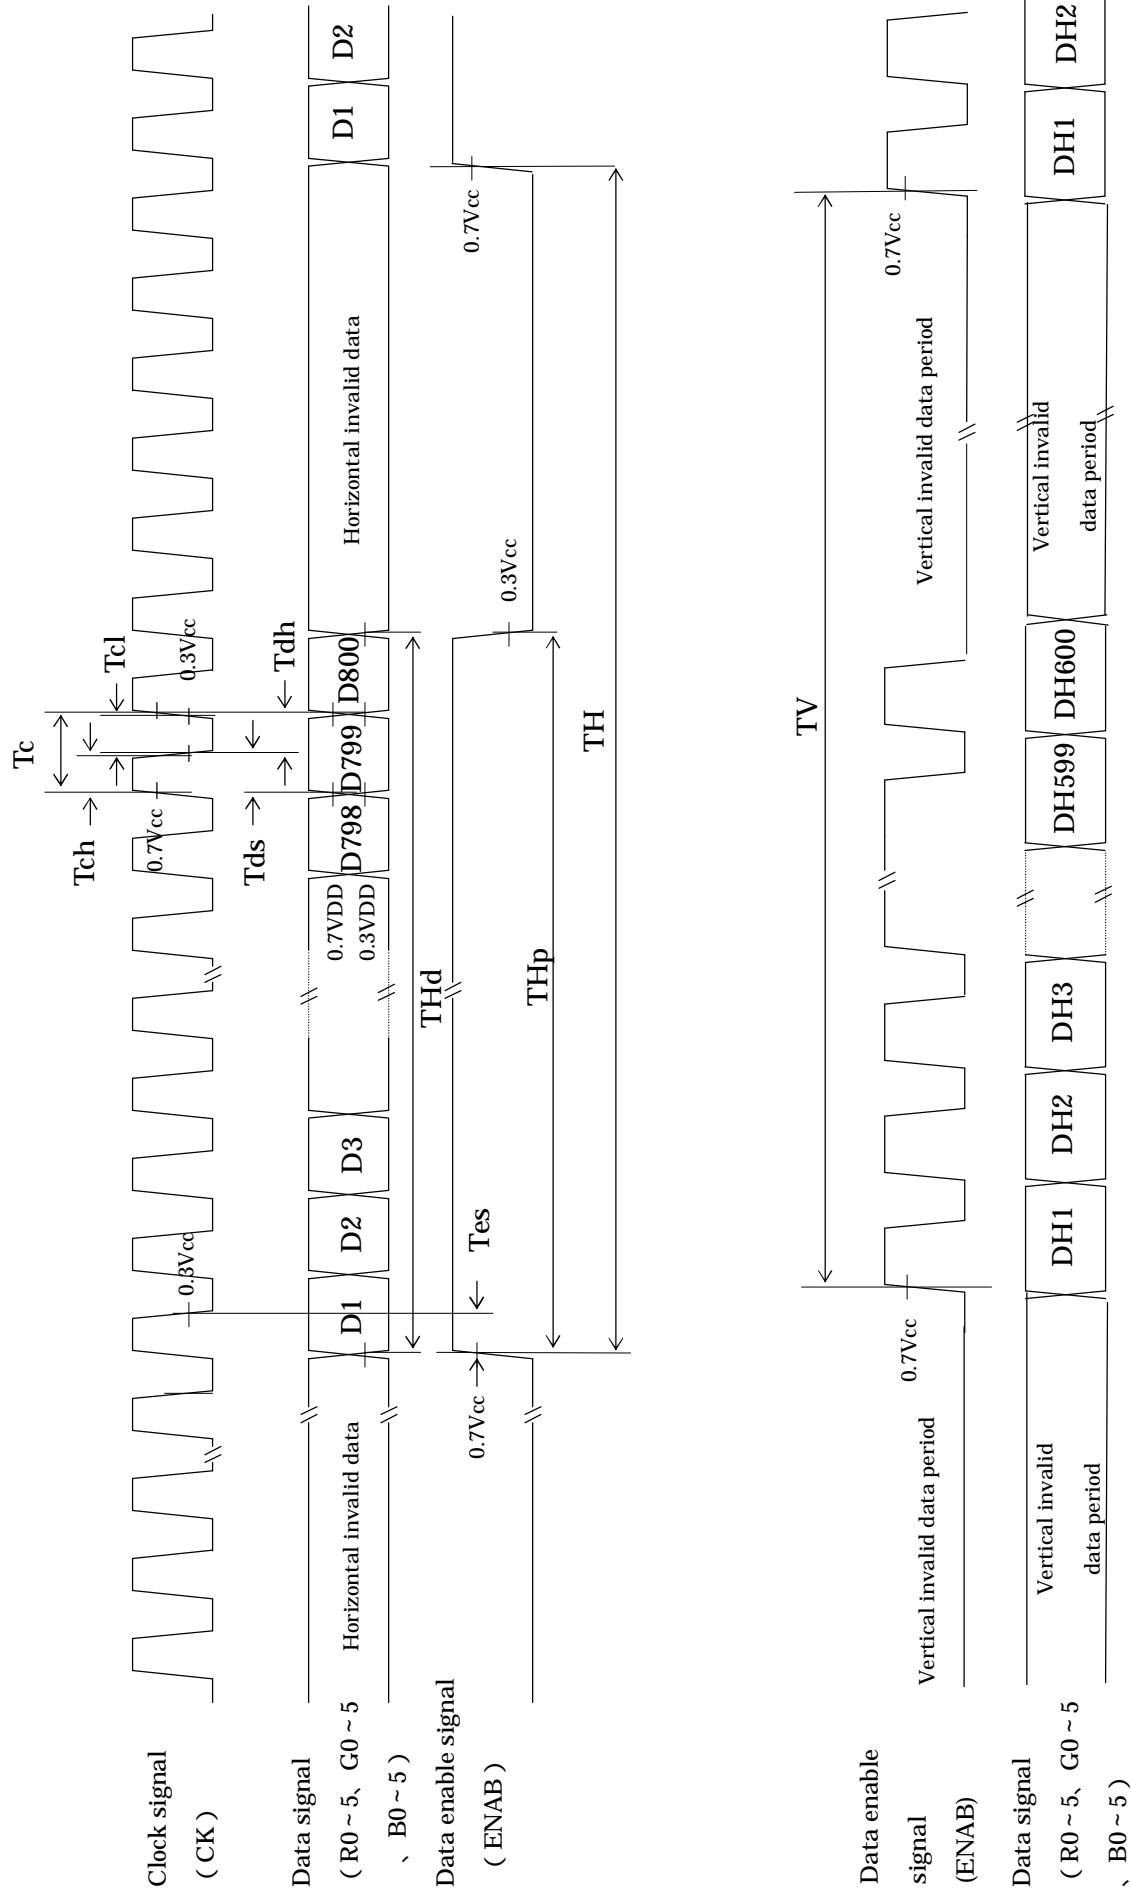 Clock signal
( CK )
0.3Vcc
0.7Vcc
0.3Vcc
Tch
Tc
Tcl
Tds
Tdh
Data signal
( R0 ~ 5、G0 ~ 5
、B0 ~ 5 )
Horizontal invalid data
D1
D2
D3
0.7VDD
0.3VDD
D798
D799
D800
Horizontal invalid data
D1
D2
THd
Data enable signal
( ENAB )
0.7Vcc
Tes
0.3Vcc
0.7Vcc
THp
TH
TV
Data enable
signal
(ENAB)
Vertical invalid data period
0.7Vcc
Vertical invalid data period
0.7Vcc
Data signal
( R0 ~ 5、G0 ~ 5
、B0 ~ 5 )
Vertical invalid
data period
DH1
DH2
DH3
DH599
DH600
Vertical invalid
data period
DH1
DH2